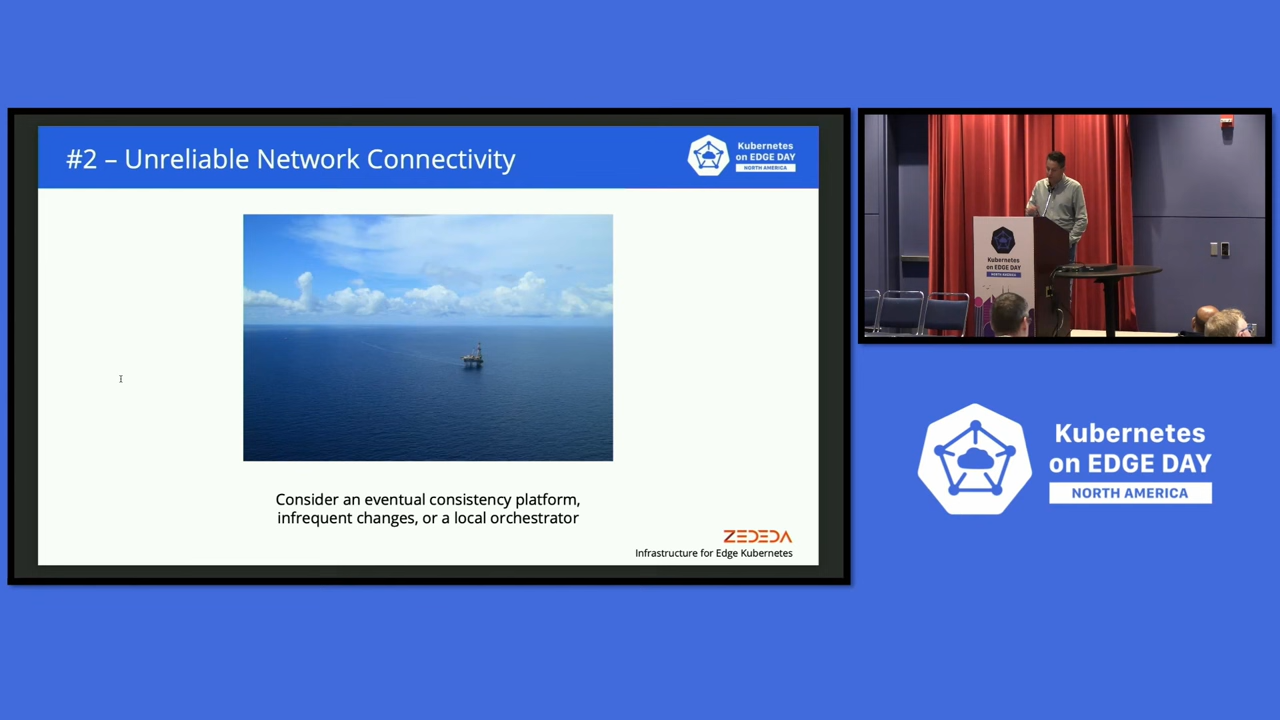 #2 – Unreliable Network Connectivity
Kubernetes
on EDGE DAY
NORTH AMERICA
Consider an eventual consistency platform,
infrequent changes, or a local orchestrator
ZEDEDA
Infrastructure for Edge Kubernetes
Kubernetes
on EDGE DAY
NORTH AMERICA
Kubernetes
on EDGE DAY
NORTH AMERICA